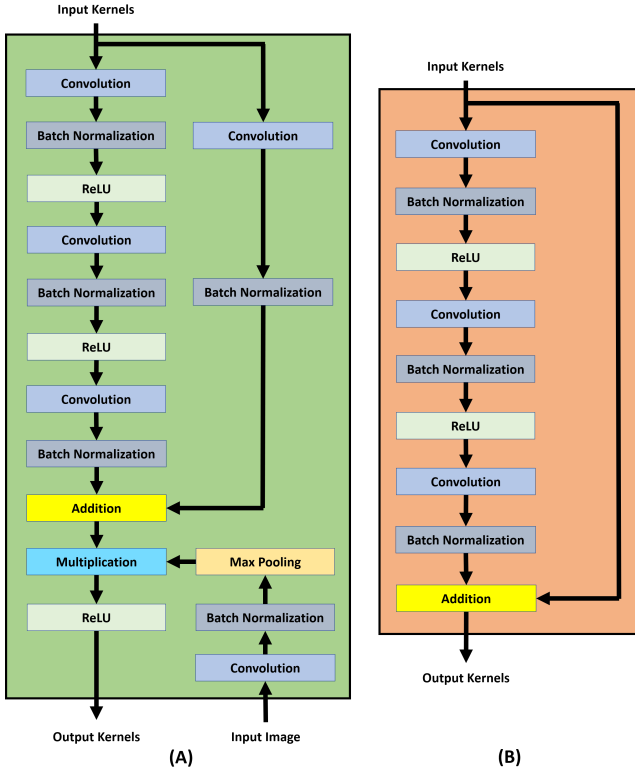 Input Kernels
Convolution
Batch Normalization
ReLU
Convolution
Batch Normalization
ReLU
Convolution
Batch Normalization
Addition
Multiplication
ReLU
Output Kernels
Convolution
Batch Normalization
Max Pooling
Batch Normalization
Convolution
Input Image
(A)
Input Kernels
Convolution
Batch Normalization
ReLU
Convolution
Batch Normalization
ReLU
Convolution
Batch Normalization
Addition
Output Kernels
(B)